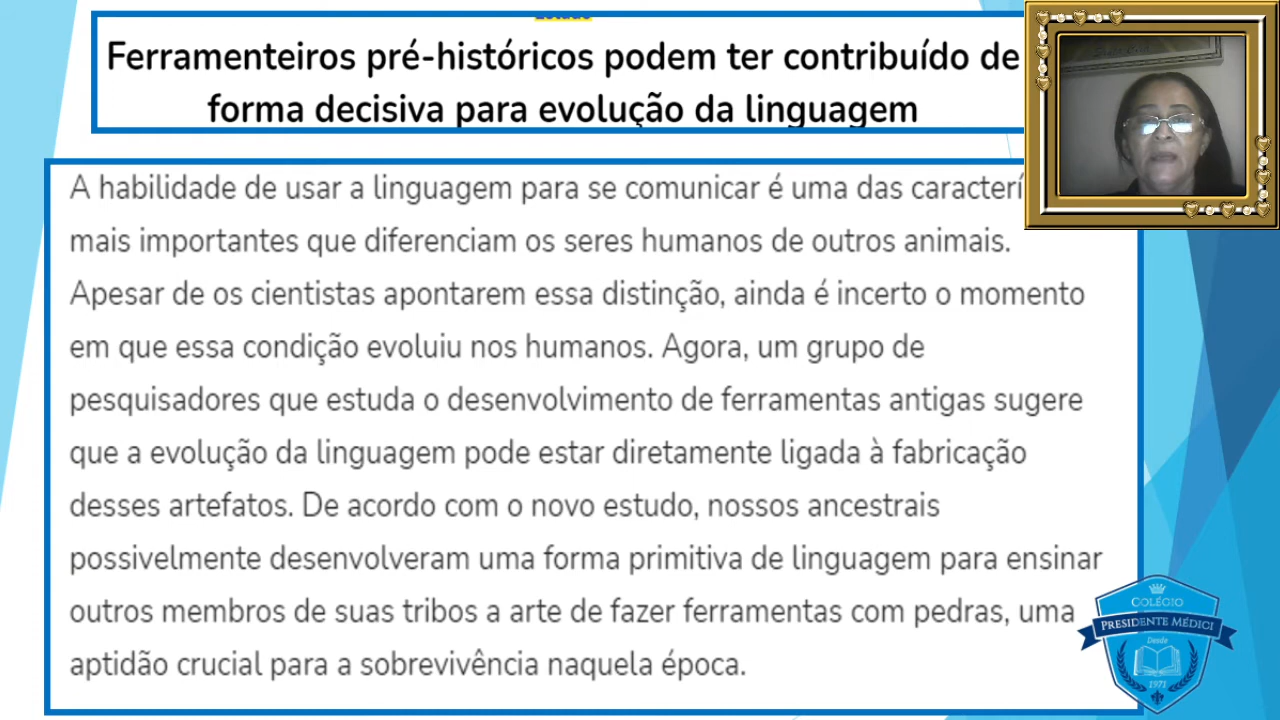 Ferramenteiros pré-históricos podem ter contribuído de
forma decisiva para evolução da linguagem
A habilidade de usar a linguagem para se comunicar é uma das
mais importantes que diferenciam os seres humanos de outros animais.
Apesar de os cientistas apontarem essa distinção, ainda é incerto o momento
em que essa condição evoluiu nos humanos. Agora, um grupo de
pesquisadores que estuda o desenvolvimento de ferramentas antigas sugere
que a evolução da linguagem pode estar diretamente ligada à fabricação
desses artefatos. De acordo com o novo estudo, nossos ancestrais
possivelmente desenvolveram uma forma primitiva de linguagem para ensinar
outros membros de suas tribos a arte de fazer ferramentas com pedras, uma
aptidão crucial para a sobrevivência naquela época.
COLÉGIO
PRESIDENTE MÉDICI
Desde
1971